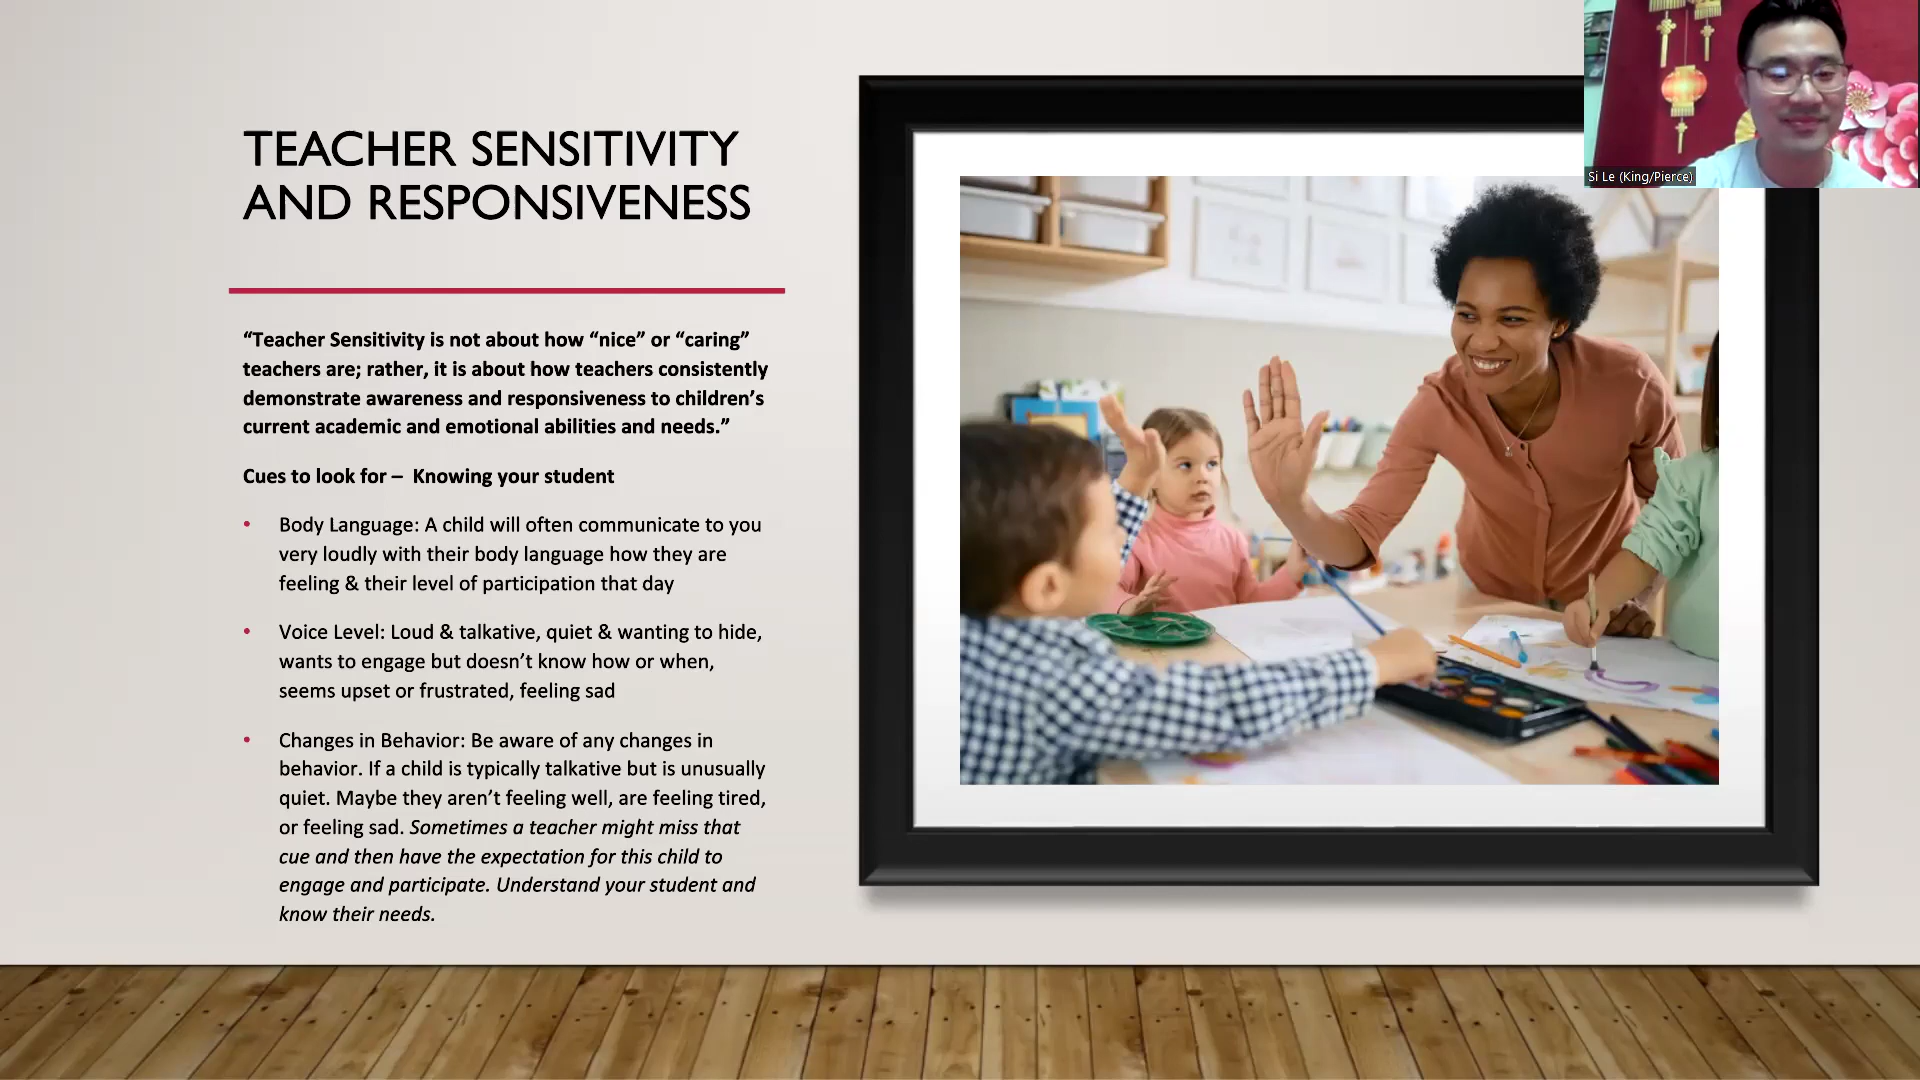 TEACHER SENSITIVITY
AND RESPONSIVENESS
“Teacher Sensitivity is not about how “nice” or “caring”
teachers are; rather, it is about how teachers consistently
demonstrate awareness and responsiveness to children’s
current academic and emotional abilities and needs.”
Cues to look for – Knowing your student
• Body Language: A child will often communicate to you
very loudly with their body language how they are
feeling & their level of participation that day
• Voice Level: Loud & talkative, quiet & wanting to hide,
wants to engage but doesn’t know how or when,
seems upset or frustrated, feeling sad
• Changes in Behavior: Be aware of any changes in
behavior. If a child is typically talkative but is unusually
quiet. Maybe they aren’t feeling well, are feeling tired,
or feeling sad. Sometimes a teacher might miss that
cue and then have the expectation for this child to
engage and participate. Understand your student and
know their needs.
Si Le (King/Pierce)